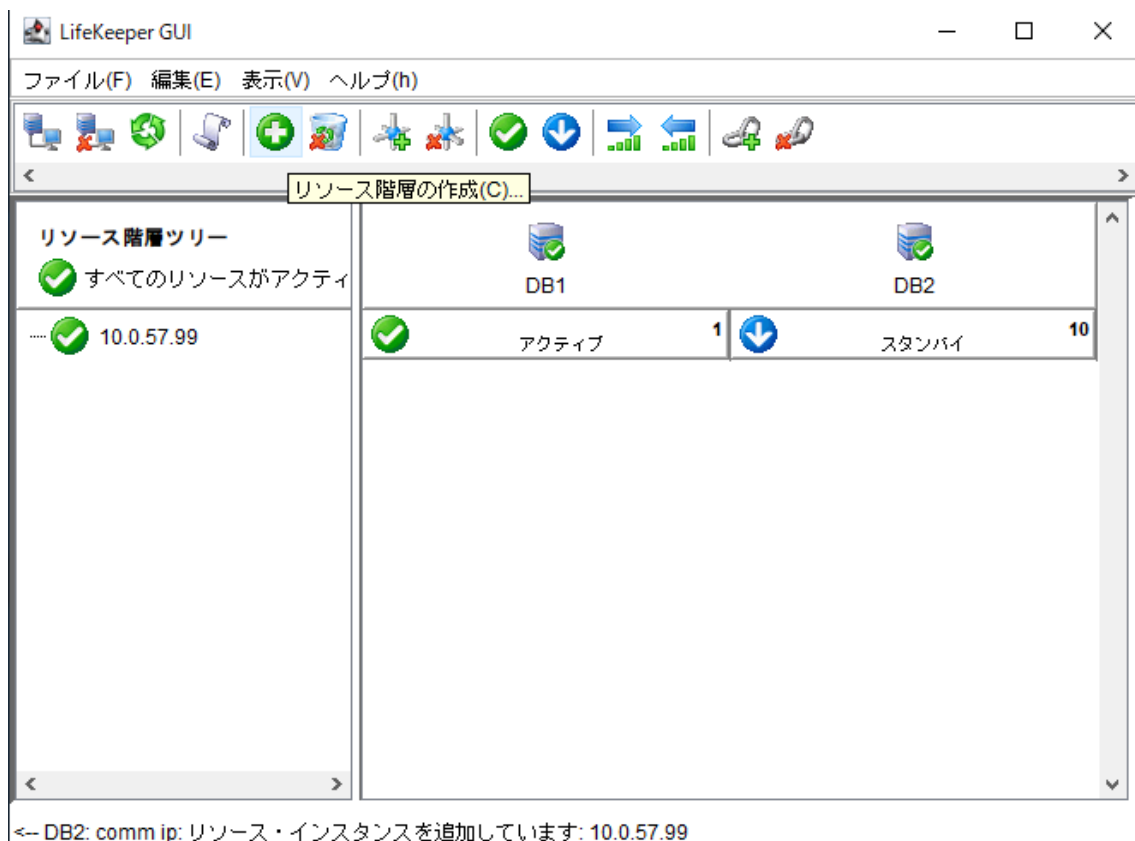 LifeKeeper GUI
ファイル(F) 編集(E) 表示(V) ヘルプ(h)
リソース階層の作成(C)...
リソース階層ツリー
すべてのリソースがアクティ
DB1
DB2
10.0.57.99
アクティブ 1
スタンバイ 10
<-- DB2: comm ip: リソース・インスタンスを追加しています: 10.0.57.99